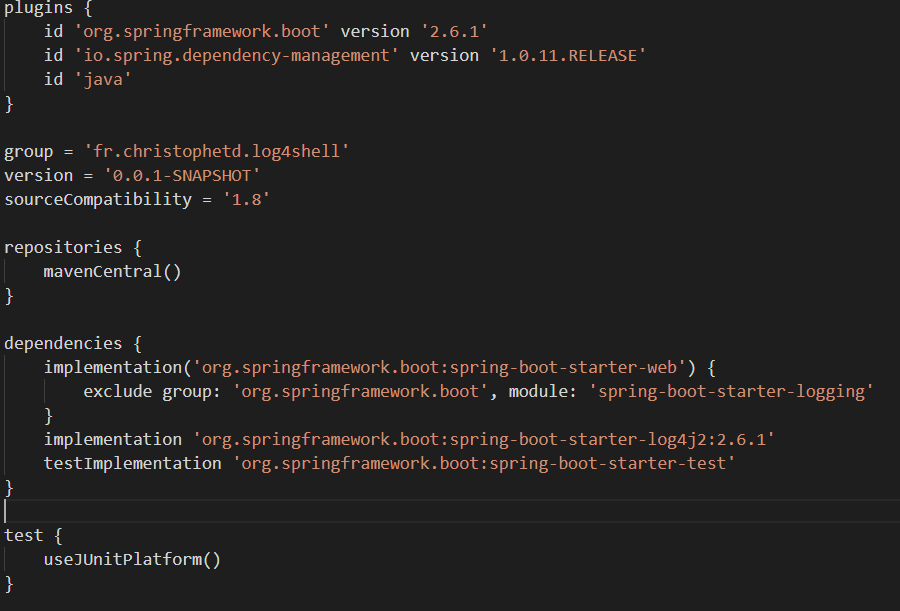 plugins {
    id 'org.springframework.boot' version '2.6.1'
    id 'io.spring.dependency-management' version '1.0.11.RELEASE'
    id 'java'
}

group = 'fr.christophetd.log4shell'
version = '0.0.1-SNAPSHOT'
sourceCompatibility = '1.8'

repositories {
    mavenCentral()
}

dependencies {
    implementation('org.springframework.boot:spring-boot-starter-web') {
        exclude group: 'org.springframework.boot', module: 'spring-boot-starter-logging'
    }
    implementation 'org.springframework.boot:spring-boot-starter-log4j2:2.6.1'
    testImplementation 'org.springframework.boot:spring-boot-starter-test'
}

test {
    useJUnitPlatform()
}